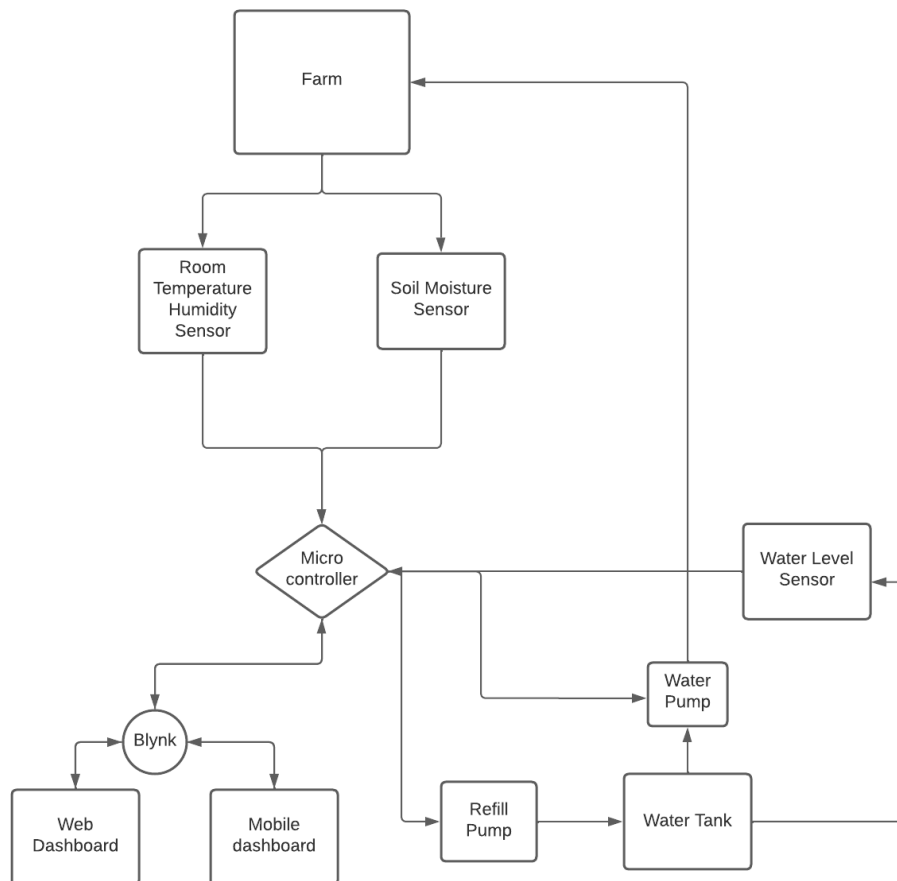 Farm
Room
Temperature
Humidity
Sensor
Soil Moisture
Sensor
Micro
controller
Water Level
Sensor
Water
Pump
Blynk
Web
Dashboard
Mobile
dashboard
Refill
Pump
Water Tank